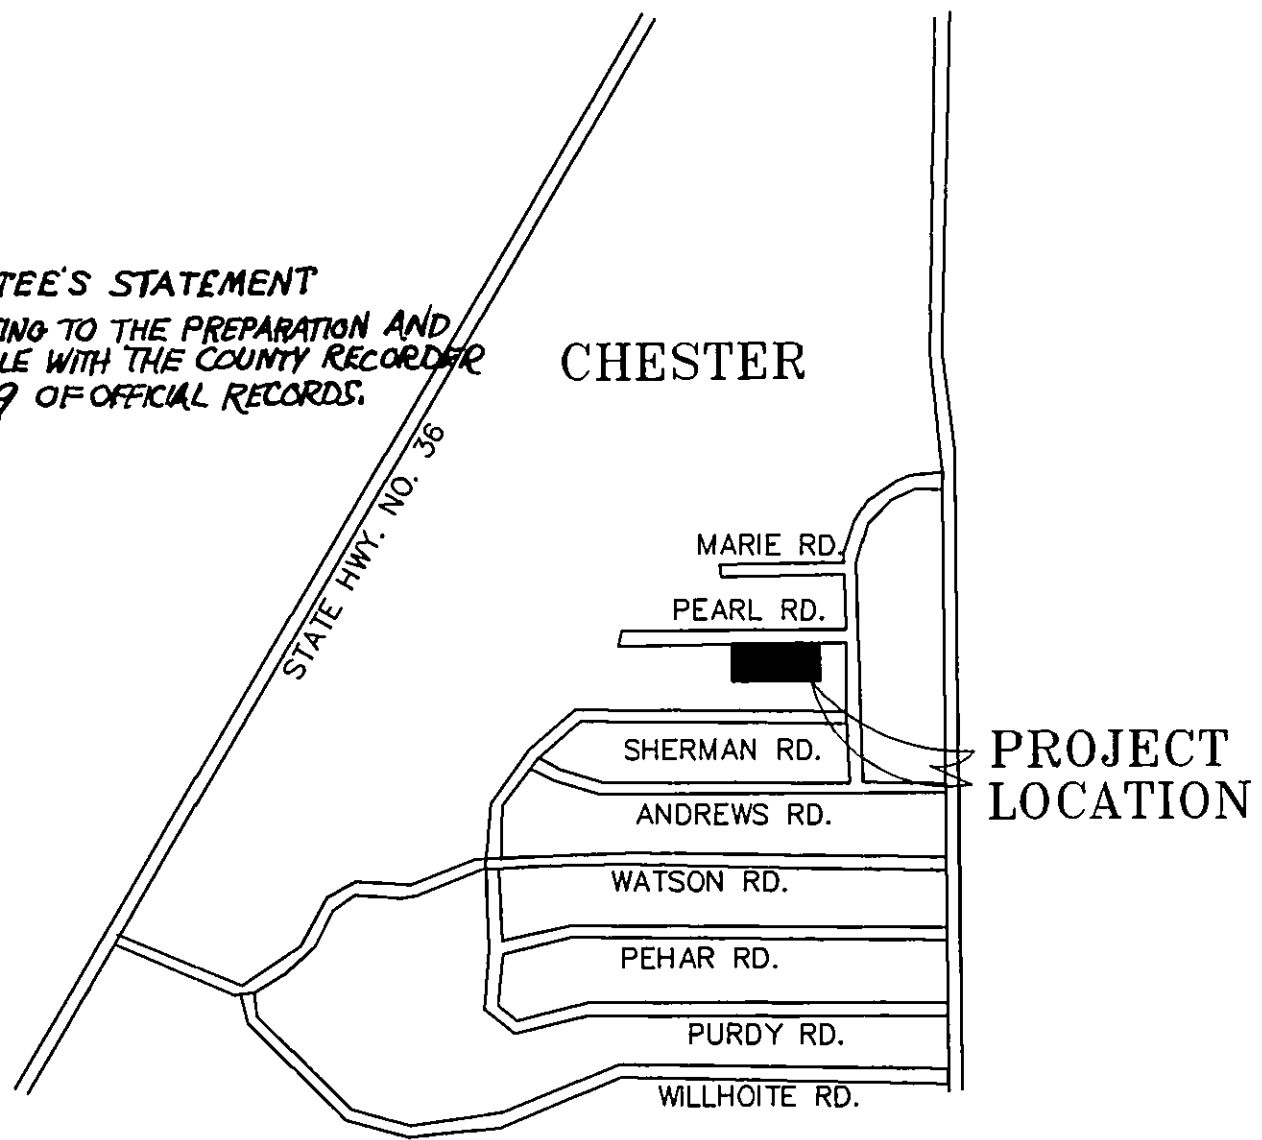 TEE'S STATEMENT
ING TO THE PREPARATION AND
LE WITH THE COUNTY RECORDER
9 OF OFFICIAL RECORDS.
CHESTER
STATE HWY. NO. 36
MARIE RD.
PEARL RD.
SHERMAN RD.
PROJECT
LOCATION
ANDREWS RD.
WATSON RD.
PEHAR RD.
PURDY RD.
WILLHOITE RD.